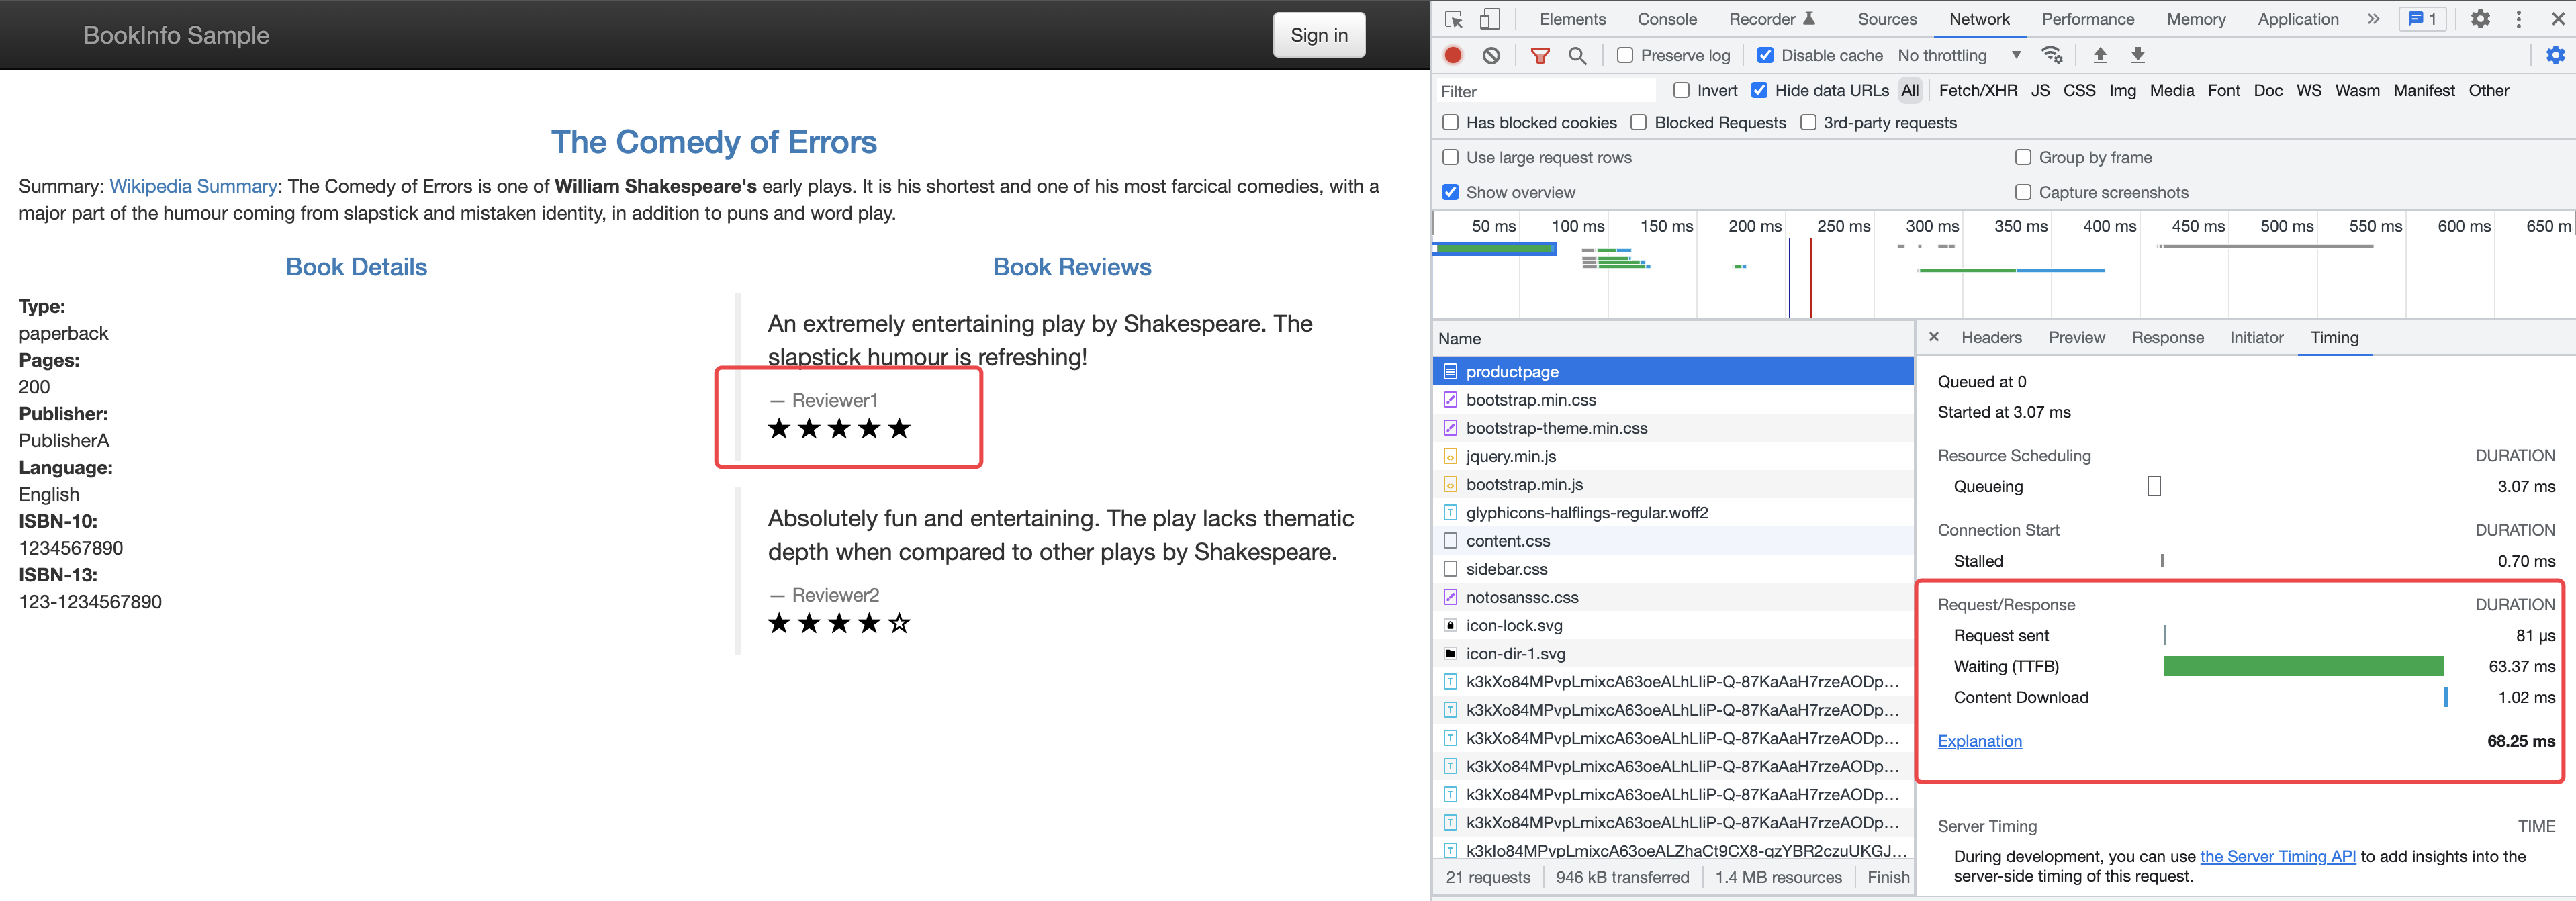 BookInfo Sample
Sign in
The Comedy of Errors
Summary: Wikipedia Summary: The Comedy of Errors is one of William Shakespeare's early plays. It is his shortest and one of his most farcical comedies, with a
major part of the humour coming from slapstick and mistaken identity, in addition to puns and word play.
Book Details
Type:
paperback
Pages:
200
Publisher:
PublisherA
Language:
English
ISBN-10:
1234567890
ISBN-13:
123-1234567890
Book Reviews
An extremely entertaining play by Shakespeare. The
slapstick humour is refreshing!
— Reviewer1
★★★★★
Absolutely fun and entertaining. The play lacks thematic
depth when compared to other plays by Shakespeare.
— Reviewer2
★★★★☆
Elements Console Recorder Sources Network Performance Memory Application » 1
Preserve log Disable cache No throttling
Filter Invert Hide data URLs All Fetch/XHR JS CSS Img Media Font Doc WS Wasm Manifest Other
Has blocked cookies Blocked Requests 3rd-party requests
Use large request rows Group by frame
Show overview Capture screenshots
50 ms 100 ms 150 ms 200 ms 250 ms 300 ms 350 ms 400 ms 450 ms 500 ms 550 ms 600 ms 650 m
Name
productpage
bootstrap.min.css
bootstrap-theme.min.css
jquery.min.js
bootstrap.min.js
glyphicons-halflings-regular.woff2
content.css
sidebar.css
notosanssc.css
icon-lock.svg
icon-dir-1.svg
k3kXo84MPvpLmixcA63oeALhLIiP-Q-87KaAaH7rzeAODp…
k3kXo84MPvpLmixcA63oeALhLIiP-Q-87KaAaH7rzeAODp…
k3kXo84MPvpLmixcA63oeALhLIiP-Q-87KaAaH7rzeAODp…
k3kXo84MPvpLmixcA63oeALhLIiP-Q-87KaAaH7rzeAODp…
k3kXo84MPvpLmixcA63oeALhLIiP-Q-87KaAaH7rzeAODp…
k3kXo84MPvpLmixcA63oeALhLIiP-Q-87KaAaH7rzeAODp…
k3kIo84MPvpLmixcA63oeALZhaCt9CX8-qzYBR2czuUKGJ…
21 requests 946 kB transferred 1.4 MB resources Finish
Headers Preview Response Initiator Timing
Queued at 0
Started at 3.07 ms
Resource Scheduling DURATION
Queueing 3.07 ms
Connection Start DURATION
Stalled 0.70 ms
Request/Response DURATION
Request sent 81 µs
Waiting (TTFB) 63.37 ms
Content Download 1.02 ms
Explanation 68.25 ms
Server Timing TIME
During development, you can use the Server Timing API to add insights into the
server-side timing of this request.